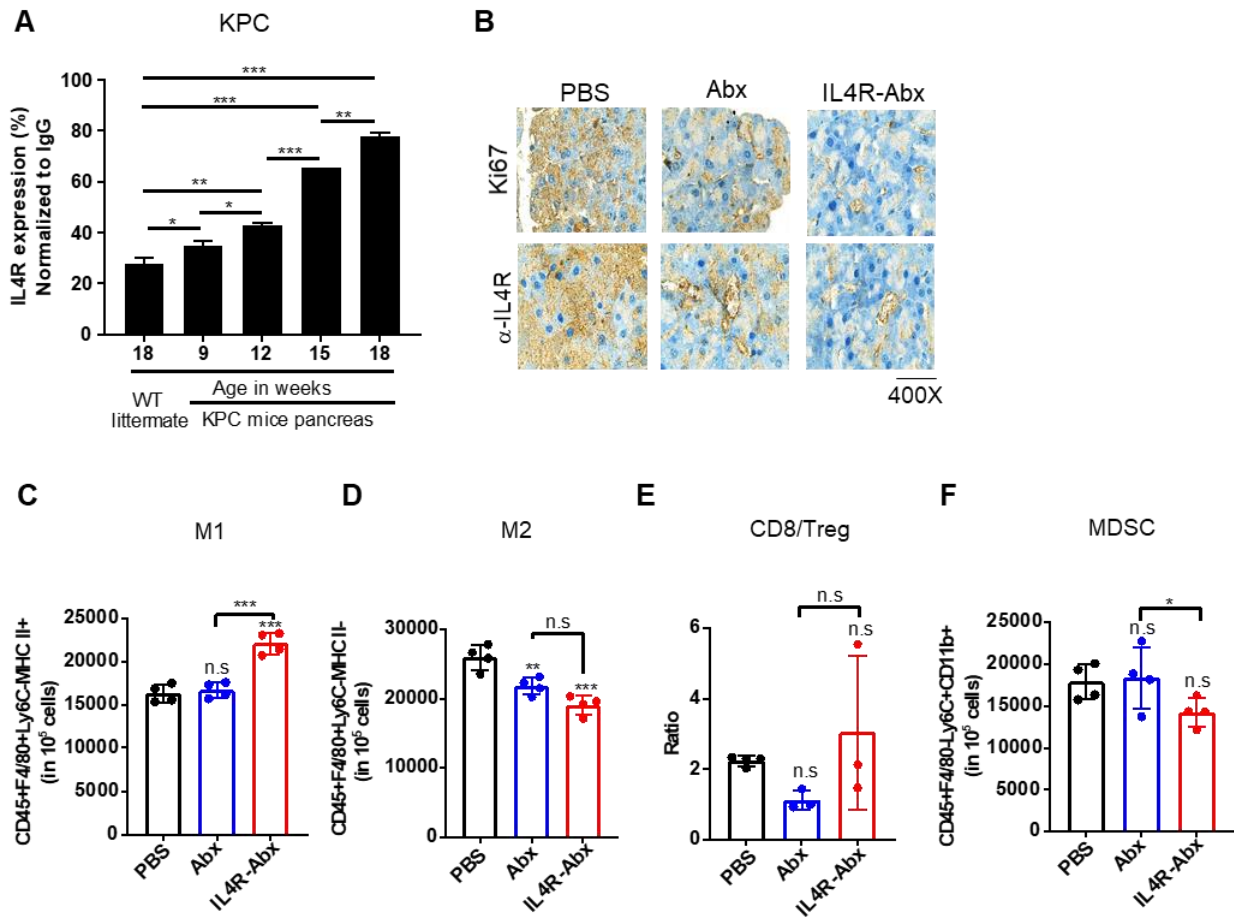 A
KPC
IL4R expression (%)
Normalized to IgG
100
80
60
40
20
0
***
***
**
**
***
*
*
18 9 12 15 18
Age in weeks
WT
littermate
KPC mice pancreas
B
PBS Abx IL4R-Abx
Ki67
α-IL4R
400X
C
M1
CD45+F4/80+Ly6C-MHC II+
(in 10⁵ cells)
25000
20000
15000
10000
5000
0
***
***
n.s
PBS Abx IL4R-Abx
D
M2
CD45+F4/80+Ly6C-MHC II-
(in 10⁵ cells)
30000
20000
10000
0
n.s
**
***
PBS Abx IL4R-Abx
E
CD8/Treg
Ratio
6
4
2
0
n.s
n.s
n.s
PBS Abx IL4R-Abx
F
MDSC
CD45+F4/80-Ly6C+CD11b+
(in 10⁵ cells)
25000
20000
15000
10000
5000
0
*
n.s
n.s
PBS Abx IL4R-Abx